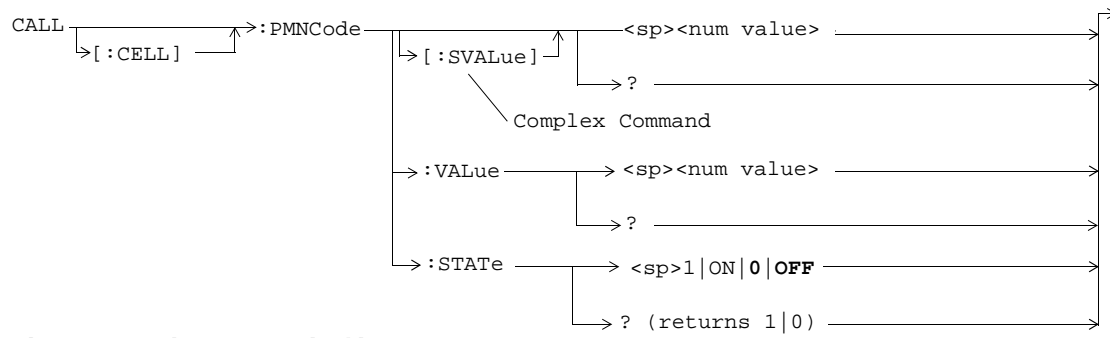 CALL :PMNCode <sp><num value>
[:CELL] [:SVALue]
?
Complex Command
:VALue <sp><num value>
?
:STATe <sp>1|ON|0|OFF
? (returns 1|0)